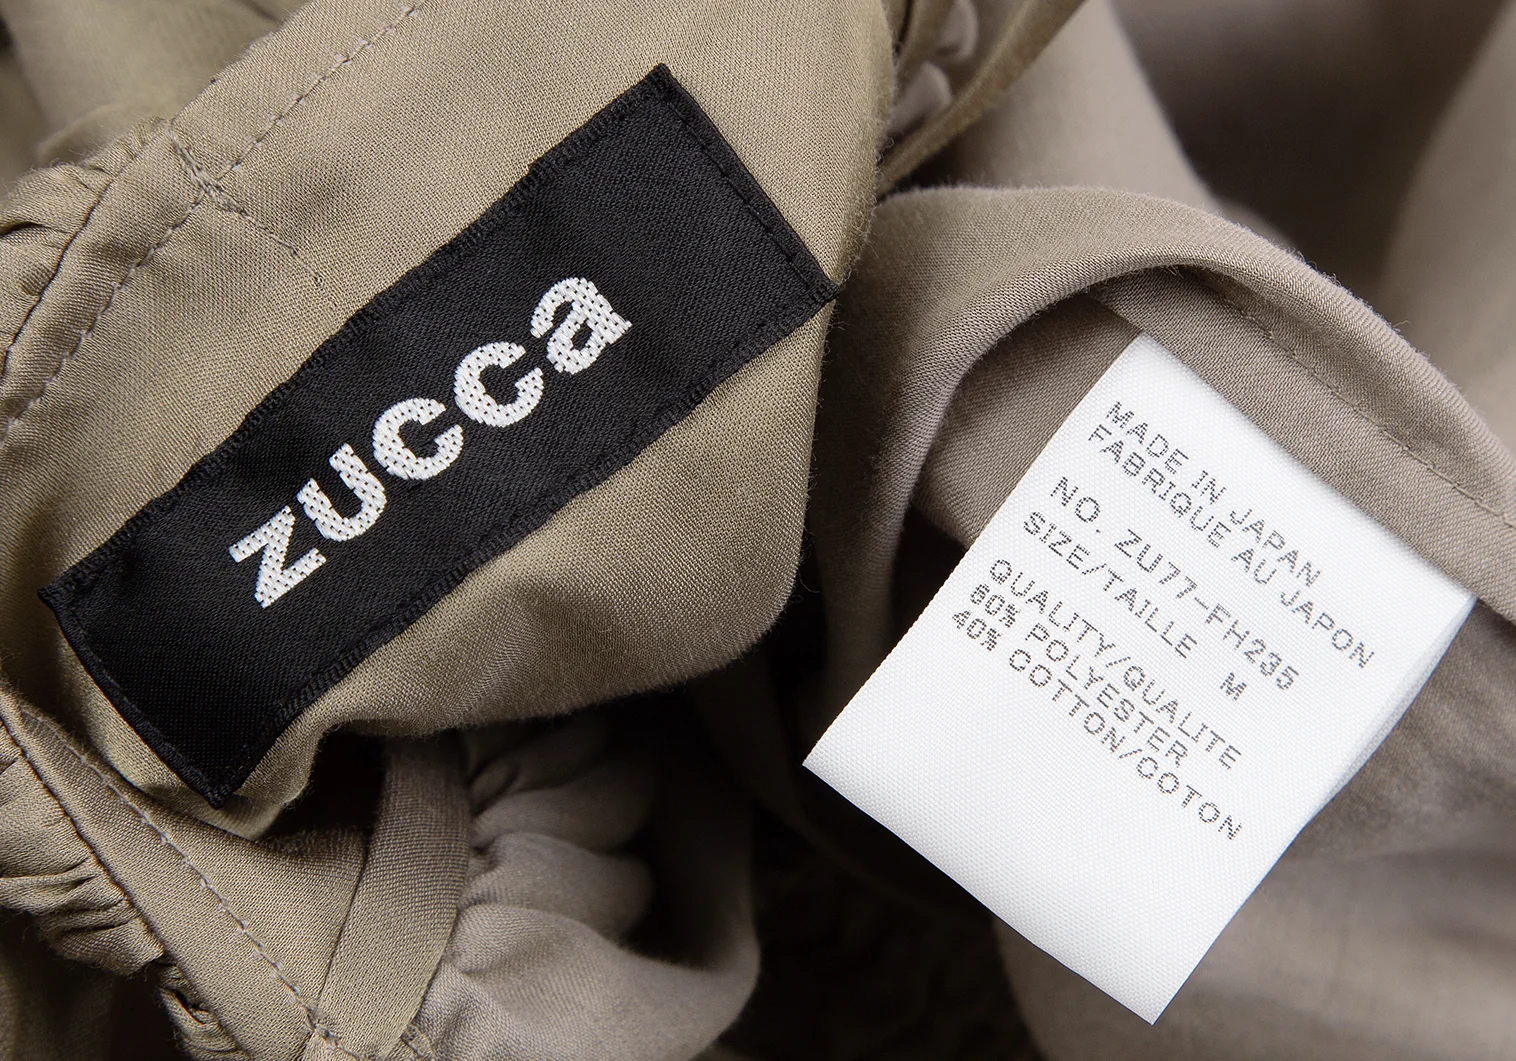 zucca
MADE IN JAPAN
FABRIQUE AU JAPON
NO. ZU77-FH235
SIZE/TAILLE M
QUALITY/QUALITE
60% POLYESTER
40% COTTON/COTON